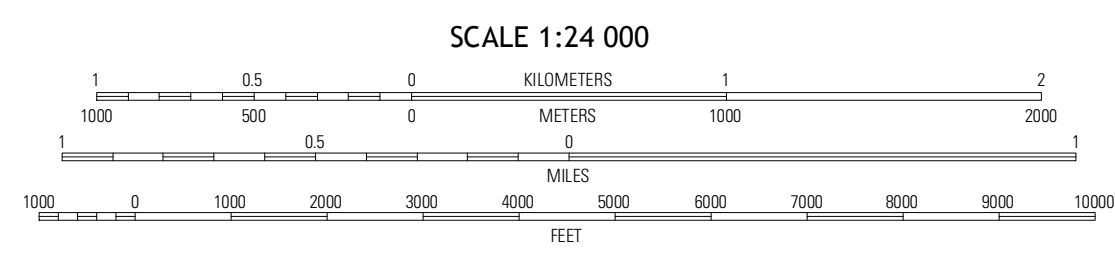 SCALE 1:24 000
1 0.5 0 KILOMETERS 1 2
1000 500 0 METERS 1000 2000
1 0.5 0 1
MILES
1000 0 1000 2000 3000 4000 5000 6000 7000 8000 9000 10000
FEET